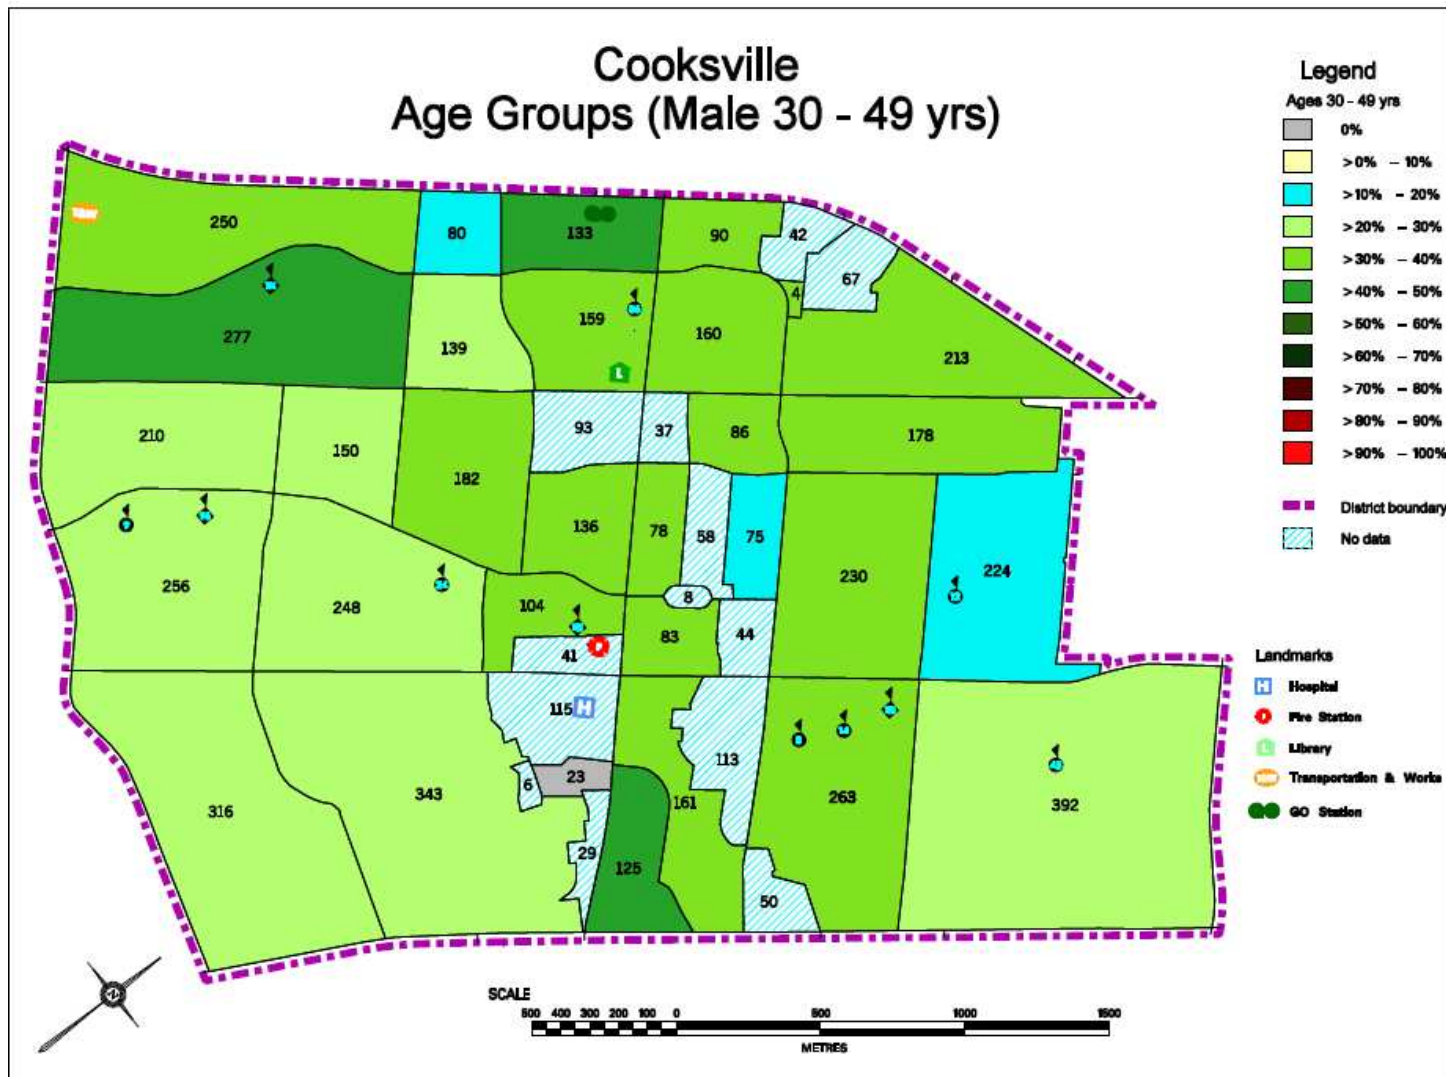 Cooksville
Age Groups (Male 30 - 49 yrs)
Legend
Ages 30 - 49 yrs
0%
>0% - 10%
>10% - 20%
>20% - 30%
>30% - 40%
>40% - 50%
>50% - 60%
>60% - 70%
>70% - 80%
>80% - 90%
>90% - 100%
District boundary
No data
250
80
133
90
42
67
4
277
139
159
L
160
213
210
150
93
37
86
178
182
136
78
58
75
230
224
256
248
104
8
83
44
41
115
H
113
6
23
343
161
263
392
316
29
125
50
Landmarks
H Hospital
Fire Station
L Library
Transportation & Works
GO Station
SCALE
500 400 300 200 100 0 500 1000 1500
METRES